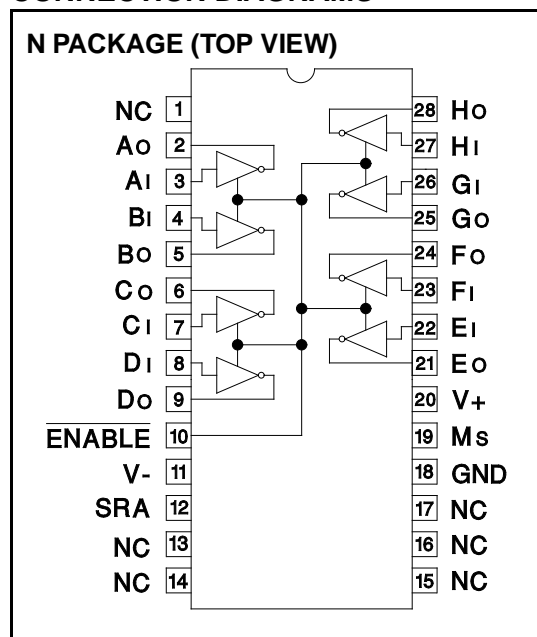 N PACKAGE (TOP VIEW)
NC 1
Ao 2
AI 3
BI 4
Bo 5
Co 6
CI 7
DI 8
Do 9
ENABLE 10
V- 11
SRA 12
NC 13
NC 14
28 Ho
27 HI
26 GI
25 Go
24 Fo
23 FI
22 EI
21 Eo
20 V+
19 Ms
18 GND
17 NC
16 NC
15 NC